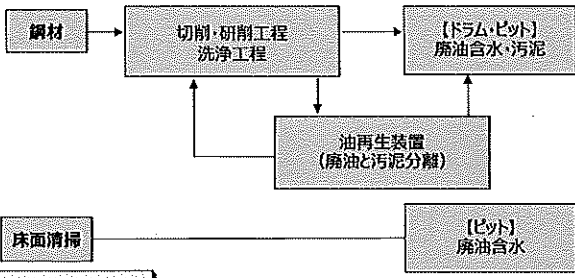 鋼材
切削・研削工程
洗浄工程
【ドラム・ピット】
廃油含水・汚泥
油再生装置
(廃油と汚泥分離)
床面清掃
【ピット】
廃油含水